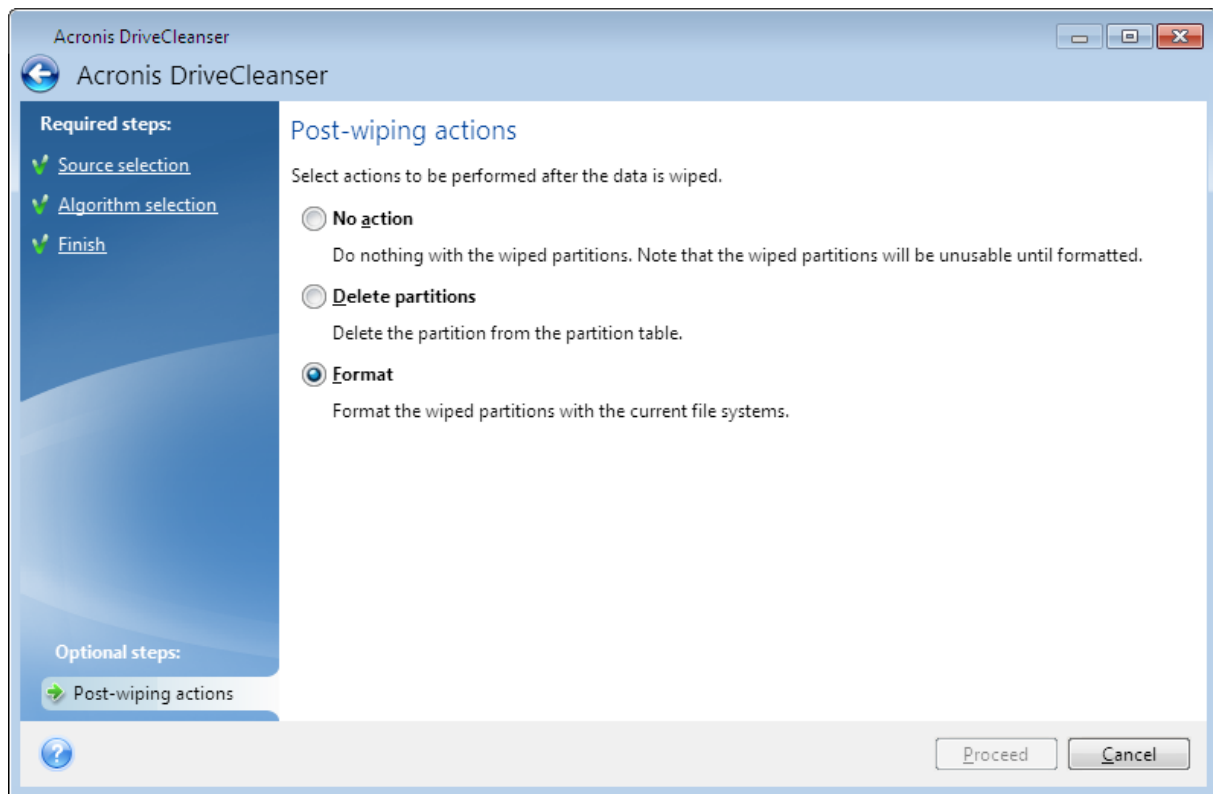 Acronis DriveCleanser
Acronis DriveCleanser
Required steps:
Source selection
Algorithm selection
Finish
Post-wiping actions
Select actions to be performed after the data is wiped.
No action
Do nothing with the wiped partitions. Note that the wiped partitions will be unusable until formatted.
Delete partitions
Delete the partition from the partition table.
Format
Format the wiped partitions with the current file systems.
Optional steps:
Post-wiping actions
?
Proceed
Cancel